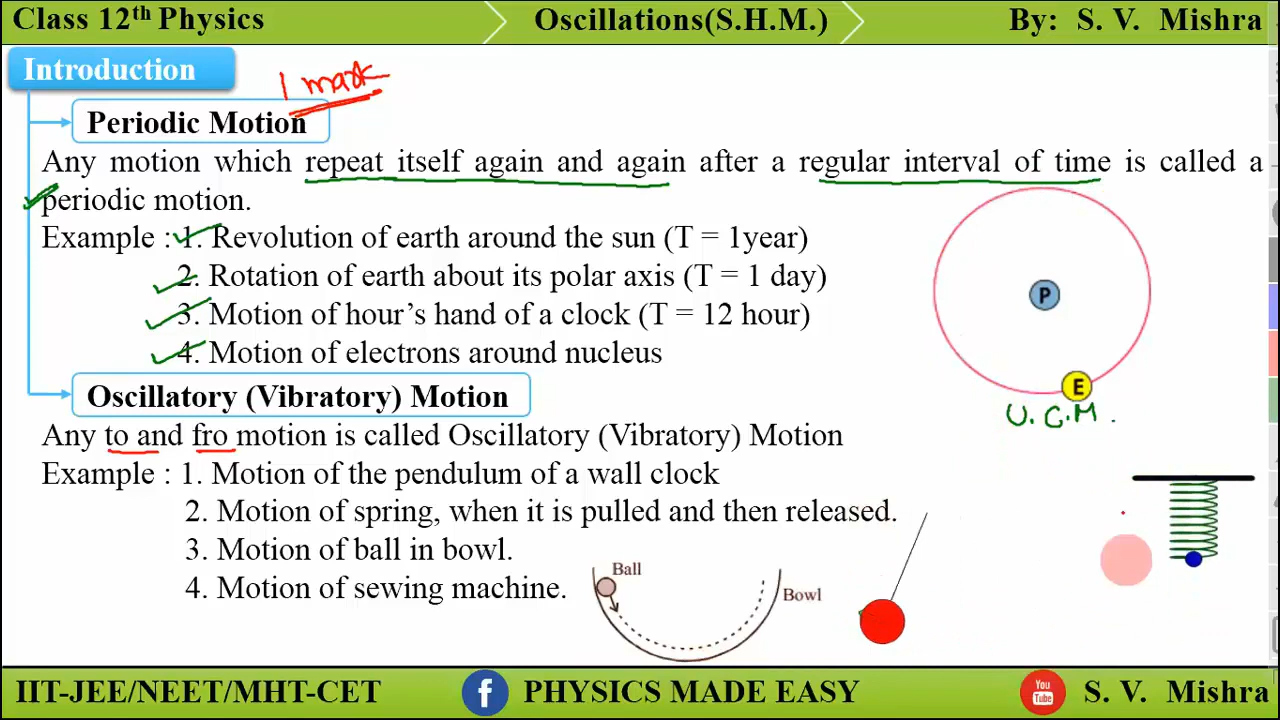 Class 12th Physics
Oscillations(S.H.M.)
By: S. V. Mishra
Introduction
1 mark
Periodic Motion
Any motion which repeat itself again and again after a regular interval of time is called a
periodic motion.
Example : 1. Revolution of earth around the sun (T = 1year)
2. Rotation of earth about its polar axis (T = 1 day)
3. Motion of hour’s hand of a clock (T = 12 hour)
4. Motion of electrons around nucleus
P
E
U.C.M
Oscillatory (Vibratory) Motion
Any to and fro motion is called Oscillatory (Vibratory) Motion
Example : 1. Motion of the pendulum of a wall clock
2. Motion of spring, when it is pulled and then released.
3. Motion of ball in bowl.
4. Motion of sewing machine.
Ball
Bowl
IIT-JEE/NEET/MHT-CET
f PHYSICS MADE EASY
You Tube S. V. Mishra